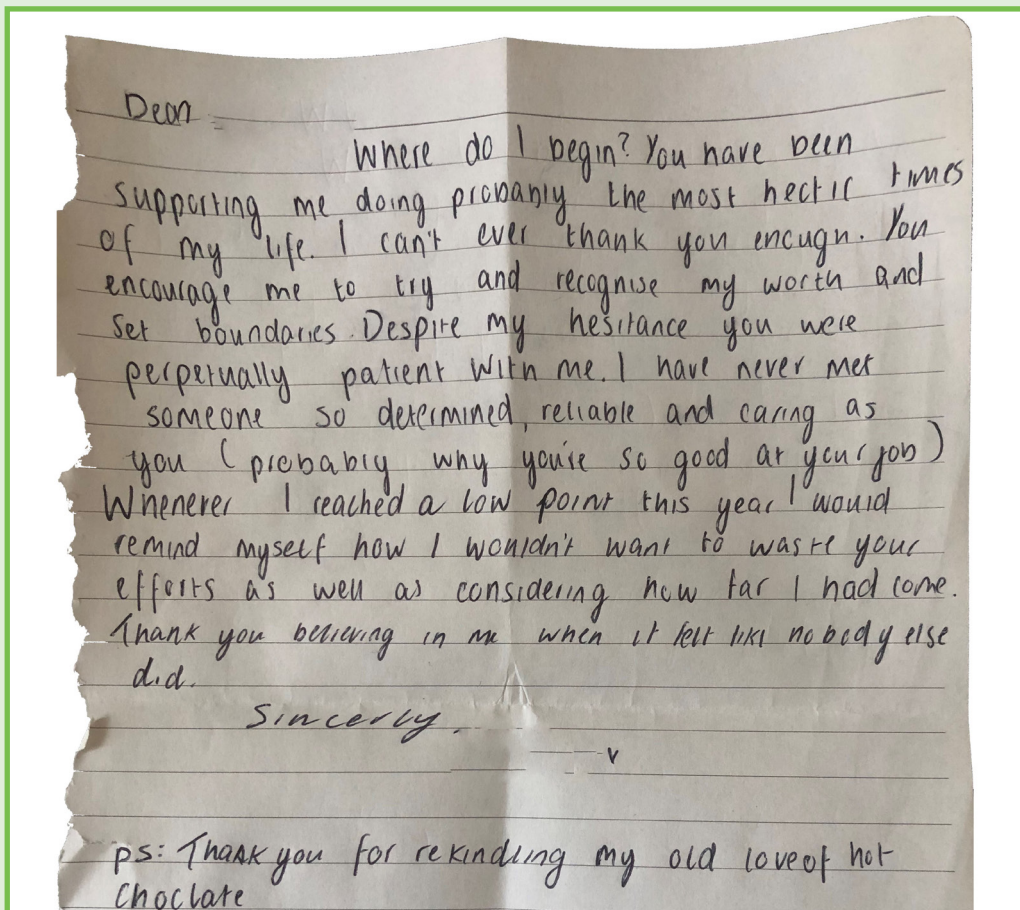 Dear
Where do I begin? You have been
supporting me doing probably the most hectic times
of my life. I can't ever thank you enough. You
encourage me to try and recognise my worth and
set boundaries. Despite my hesitance you were
perpetually patient with me. I have never met
someone so determined, reliable and caring as
you (probably why you're so good at your job)
Whenever I reached a low point this year I would
remind myself how I wouldn't want to waste your
efforts as well as considering how far I had come.
Thank you believing in me when it felt like nobody else
did.
Sincerly,
ps: Thank you for rekindling my old love of hot
Choclate